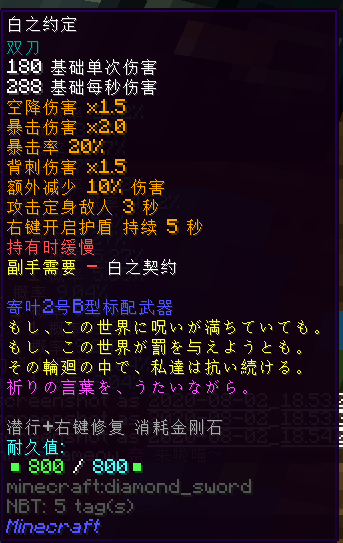 白之约定
双刀
180 基础单次伤害
288 基础每秒伤害
空降伤害 x1.5
暴击伤害 x2.0
暴击率 20%
背刺伤害 x1.5
额外减少 10% 伤害
攻击定身敌人 3 秒
右键开启护盾 持续 5 秒
持有时缓慢
副手需要 - 白之契约
寄叶2号B型标配武器
もし、この世界に呪いが満ちていても。
もし、この世界が罰を与えようとも。
その輪廻の中で、私達は抗い続ける。
祈りの言葉を、うたいながら。
潜行+右键修复 消耗金刚石
耐久值:
800 / 800
minecraft:diamond_sword
NBT: 5 tag(s)
Minecraft